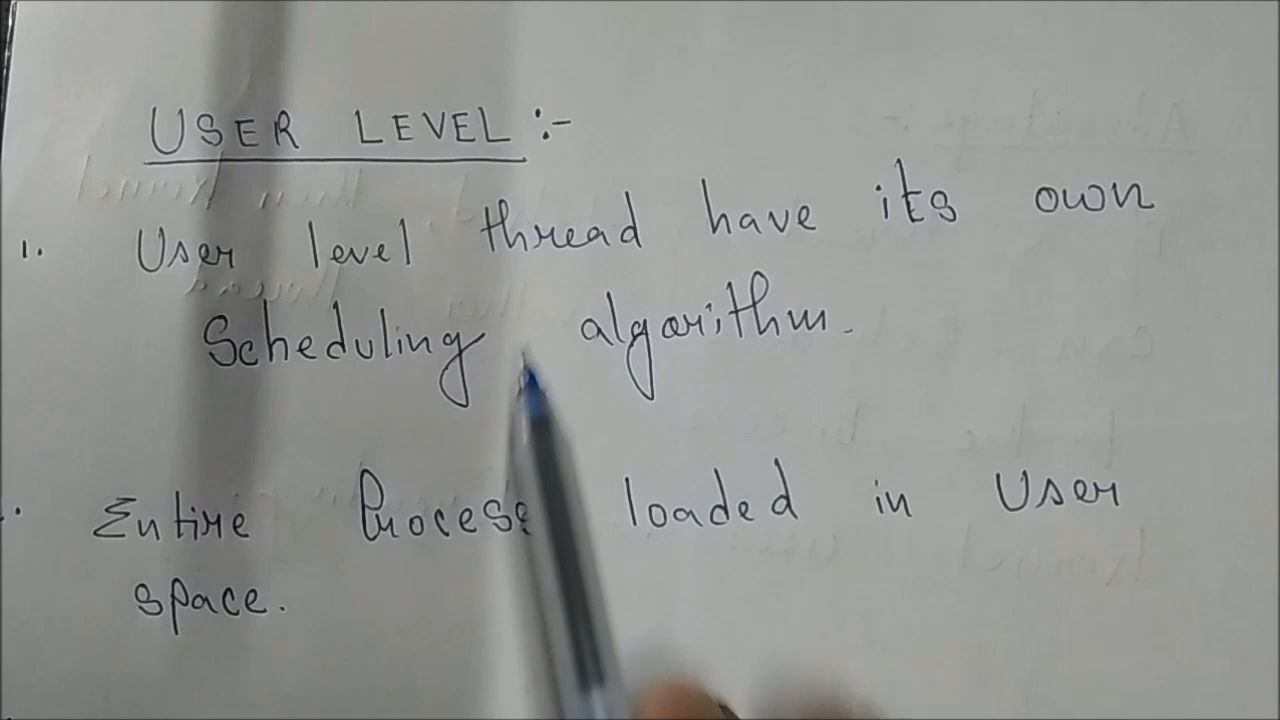 USER LEVEL :-
1. User level thread have its own
Scheduling algorithm.
Entire Process loaded in User
space.